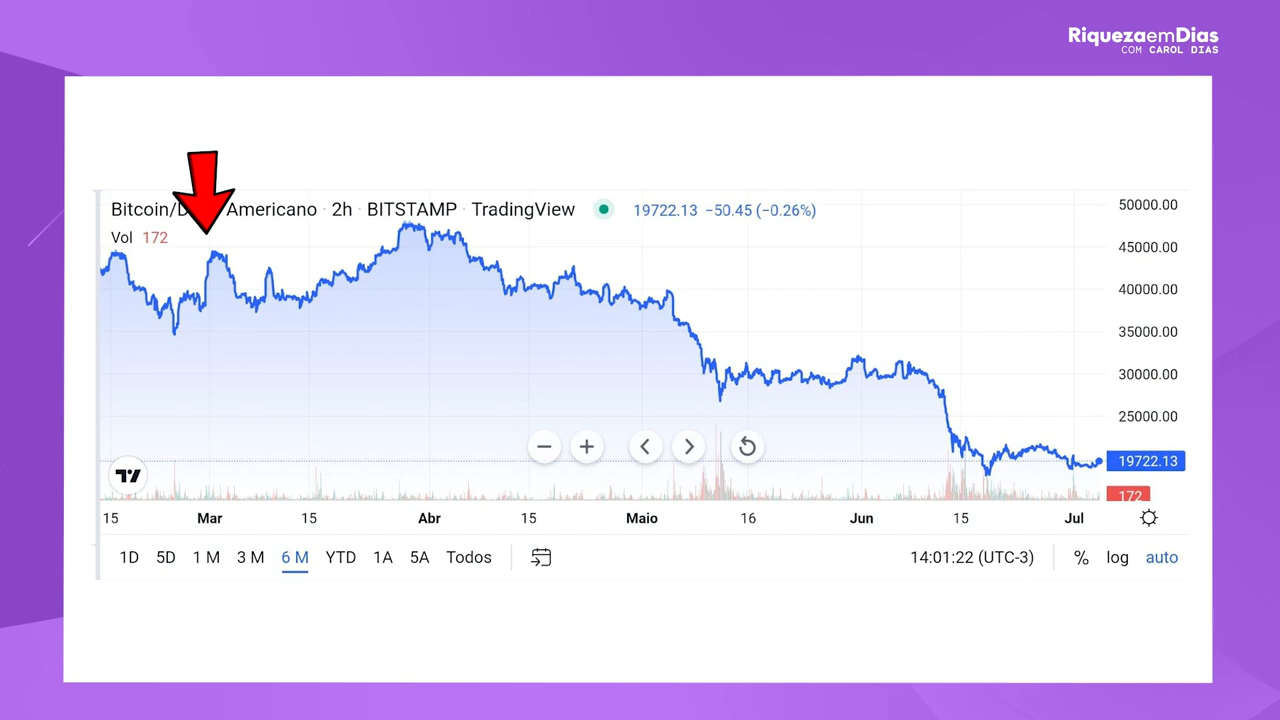 RiquezaemDias
COM CAROL DIAS
Bitcoin/D Americano · 2h · BITSTAMP · TradingView 19722.13 −50.45 (−0.26%)
Vol 172
50000.00
45000.00
40000.00
35000.00
30000.00
25000.00
19722.13
172
15 Mar 15 Abr 15 Maio 16 Jun 15 Jul
1D 5D 1 M 3 M 6 M YTD 1A 5A Todos 14:01:22 (UTC-3) % log auto